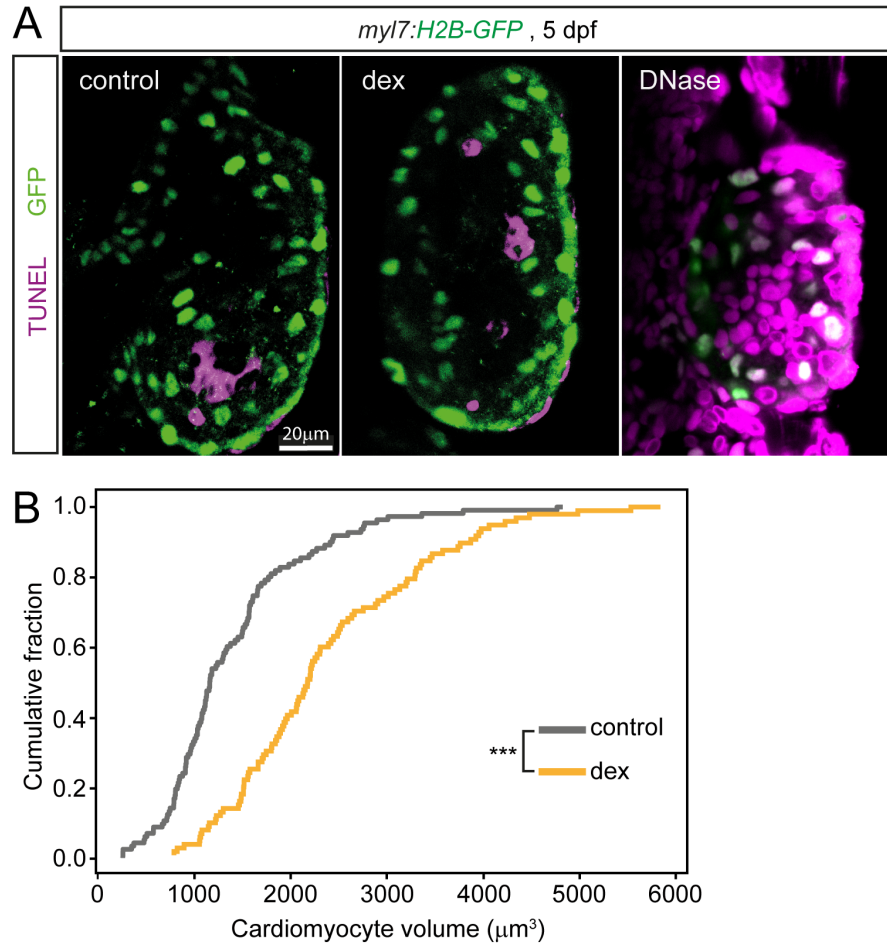 A
myl7:H2B-GFP , 5 dpf
TUNEL GFP
control
dex
DNase
20μm
B
Cumulative fraction
1.0
0.8
0.6
0.4
0.2
0.0
control
***
dex
0 1000 2000 3000 4000 5000 6000
Cardiomyocyte volume (μm³)